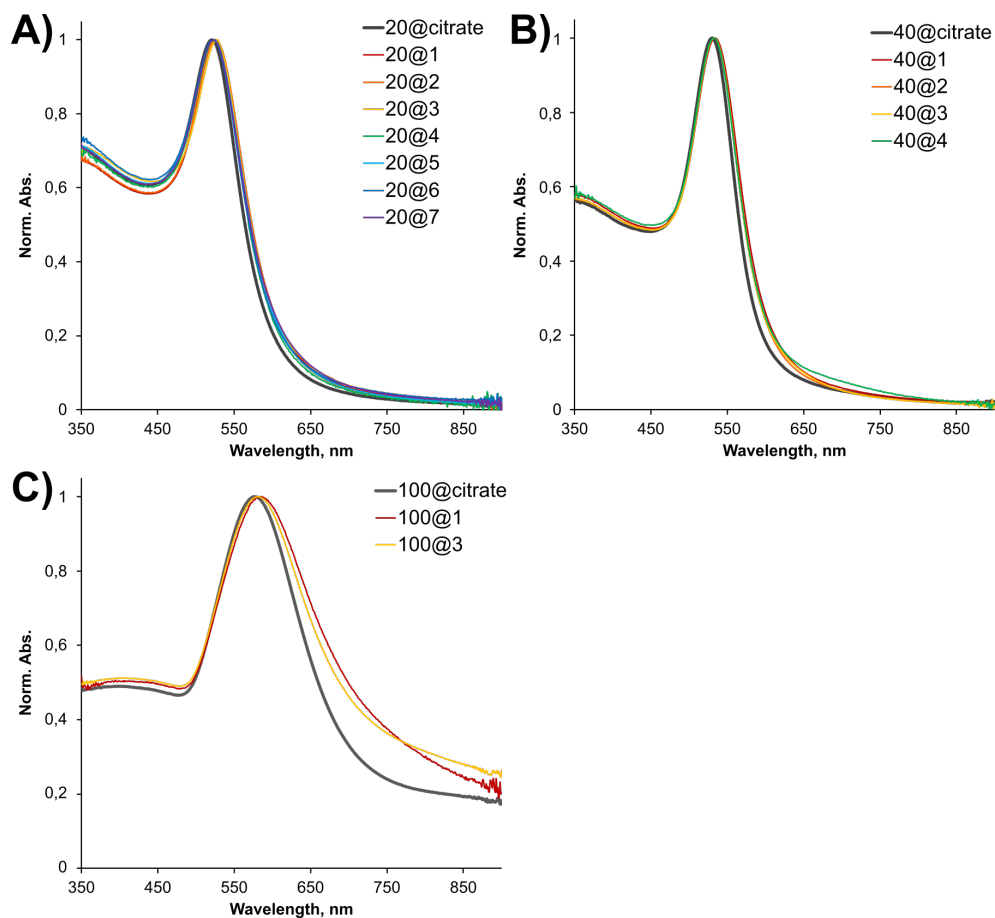 A)
20@citrate
20@1
20@2
20@3
20@4
20@5
20@6
20@7
1
0,8
0,6
0,4
0,2
0
Norm. Abs.
350 450 550 650 750 850
Wavelength, nm
B)
40@citrate
40@1
40@2
40@3
40@4
1
0,8
0,6
0,4
0,2
0
Norm. Abs.
350 450 550 650 750 850
Wavelength, nm
C)
100@citrate
100@1
100@3
1
0,8
0,6
0,4
0,2
0
Norm. Abs.
350 450 550 650 750 850
Wavelength, nm